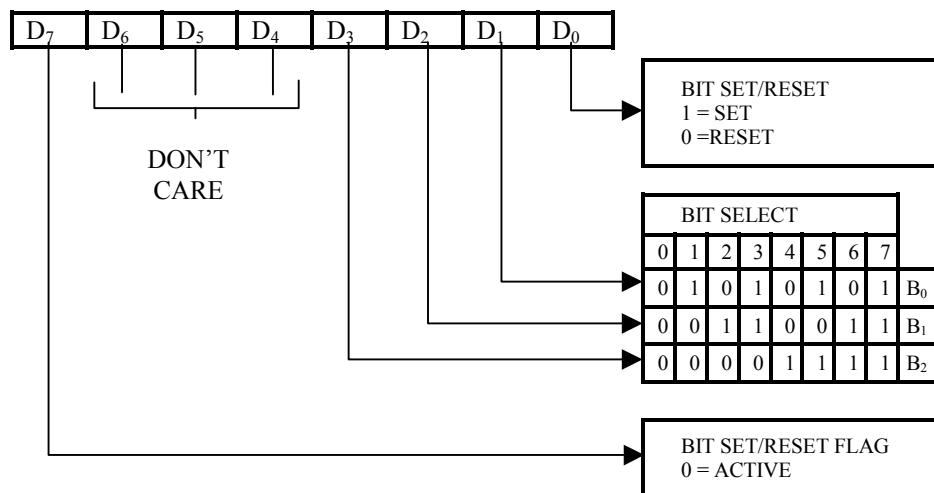 D₇ D₆ D₅ D₄ D₃ D₂ D₁ D₀
BIT SET/RESET
1 = SET
0 =RESET
DON'T
CARE
BIT SELECT
0 1 2 3 4 5 6 7
0 1 0 1 0 1 0 1 B₀
0 0 1 1 0 0 1 1 B₁
0 0 0 0 1 1 1 1 B₂
BIT SET/RESET FLAG
0 = ACTIVE